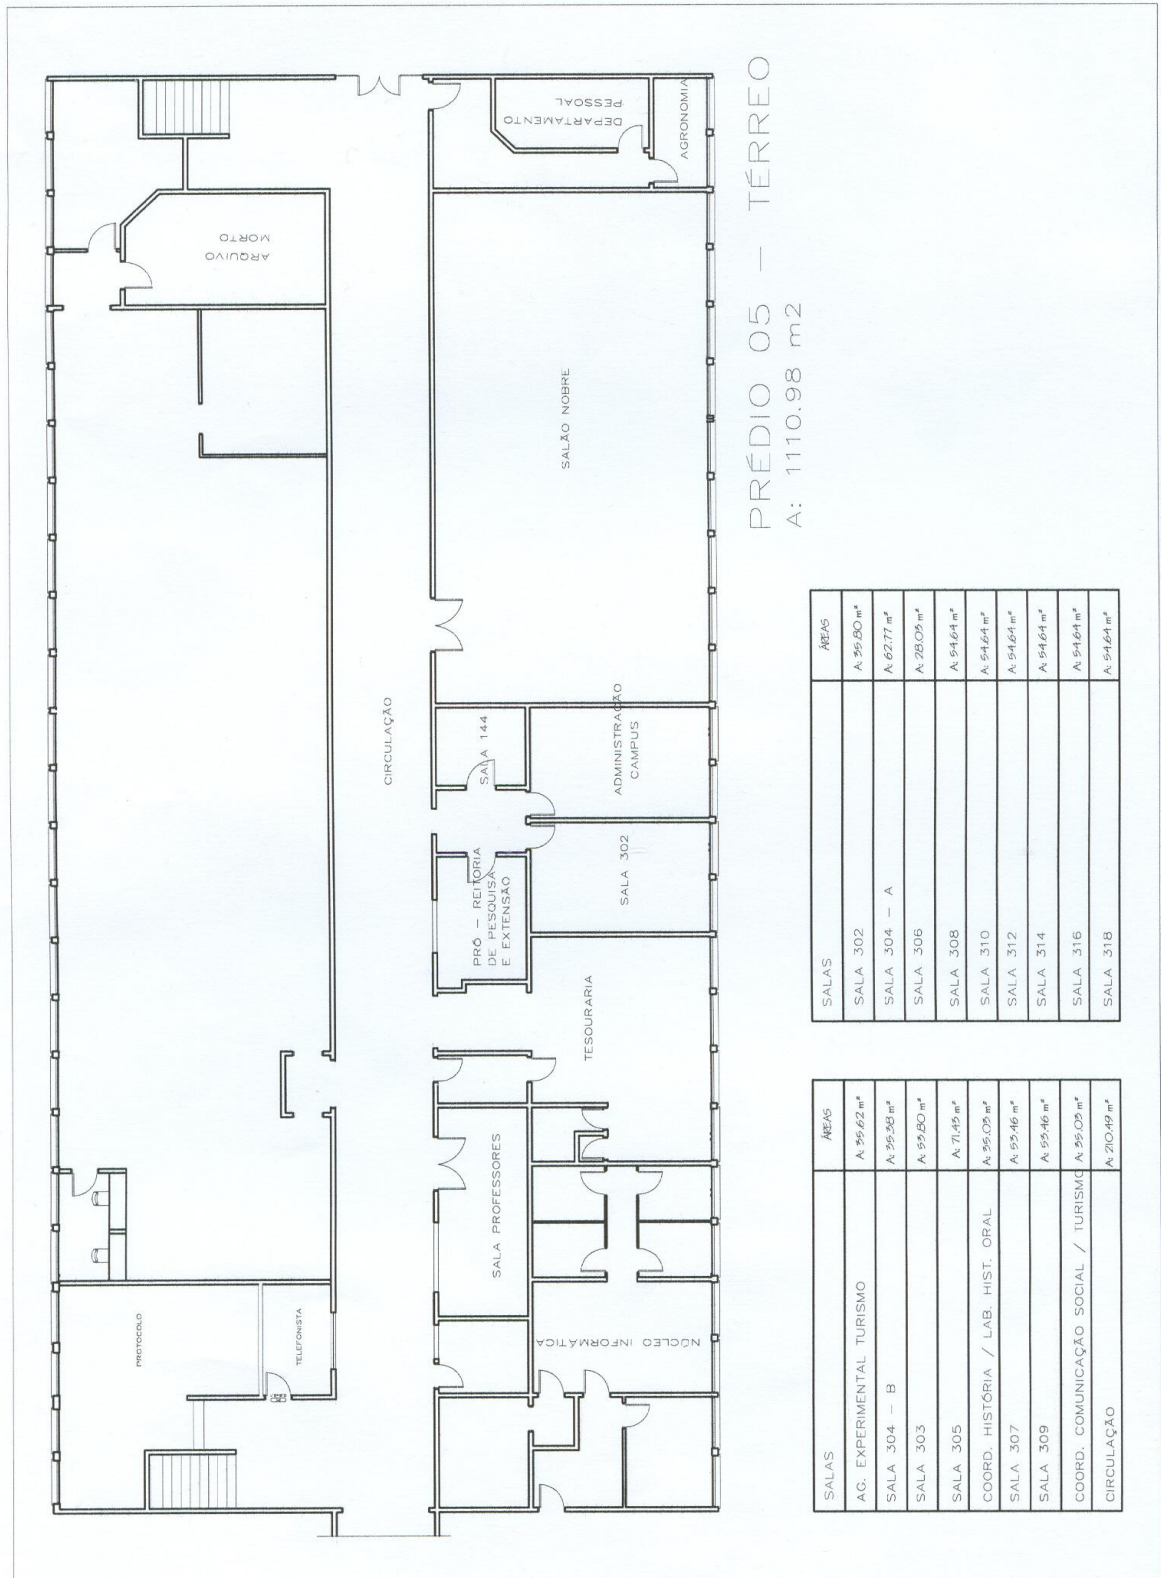 PROTOCOLO
TELEFONISTA
ARQUIVO
MORTO
CIRCULAÇÃO
NÚCLEO INFORMÁTICA
SALA PROFESSORES
TESOURARIA
PRÓ - REITORIA
DE PESQUISA
E EXTENSÃO
SALA 302
SALA 144
ADMINISTRAÇÃO
CAMPUS
SALÃO NOBRE
DEPARTAMENTO
PESSOAL
AGRONOMIA
PRÉDIO 05 - TÉRREO
A: 1110.98 m2
SALAS ÁREAS
AG. EXPERIMENTAL TURISMO A: 35.62 m²
SALA 304 - B A: 35.38 m²
SALA 303 A: 53.80 m²
SALA 305 A: 71.43 m²
COORD. HISTÓRIA / LAB. HIST. ORAL A: 35.03 m²
SALA 307 A: 53.46 m²
SALA 309 A: 53.46 m²
COORD. COMUNICAÇÃO SOCIAL / TURISMO A: 35.03 m²
CIRCULAÇÃO A: 210.49 m²
SALAS ÁREAS
SALA 302 A: 35.80 m²
SALA 304 - A A: 62.77 m²
SALA 306 A: 28.05 m²
SALA 308 A: 54.64 m²
SALA 310 A: 54.64 m²
SALA 312 A: 54.64 m²
SALA 314 A: 54.64 m²
SALA 316 A: 54.64 m²
SALA 318 A: 54.64 m²